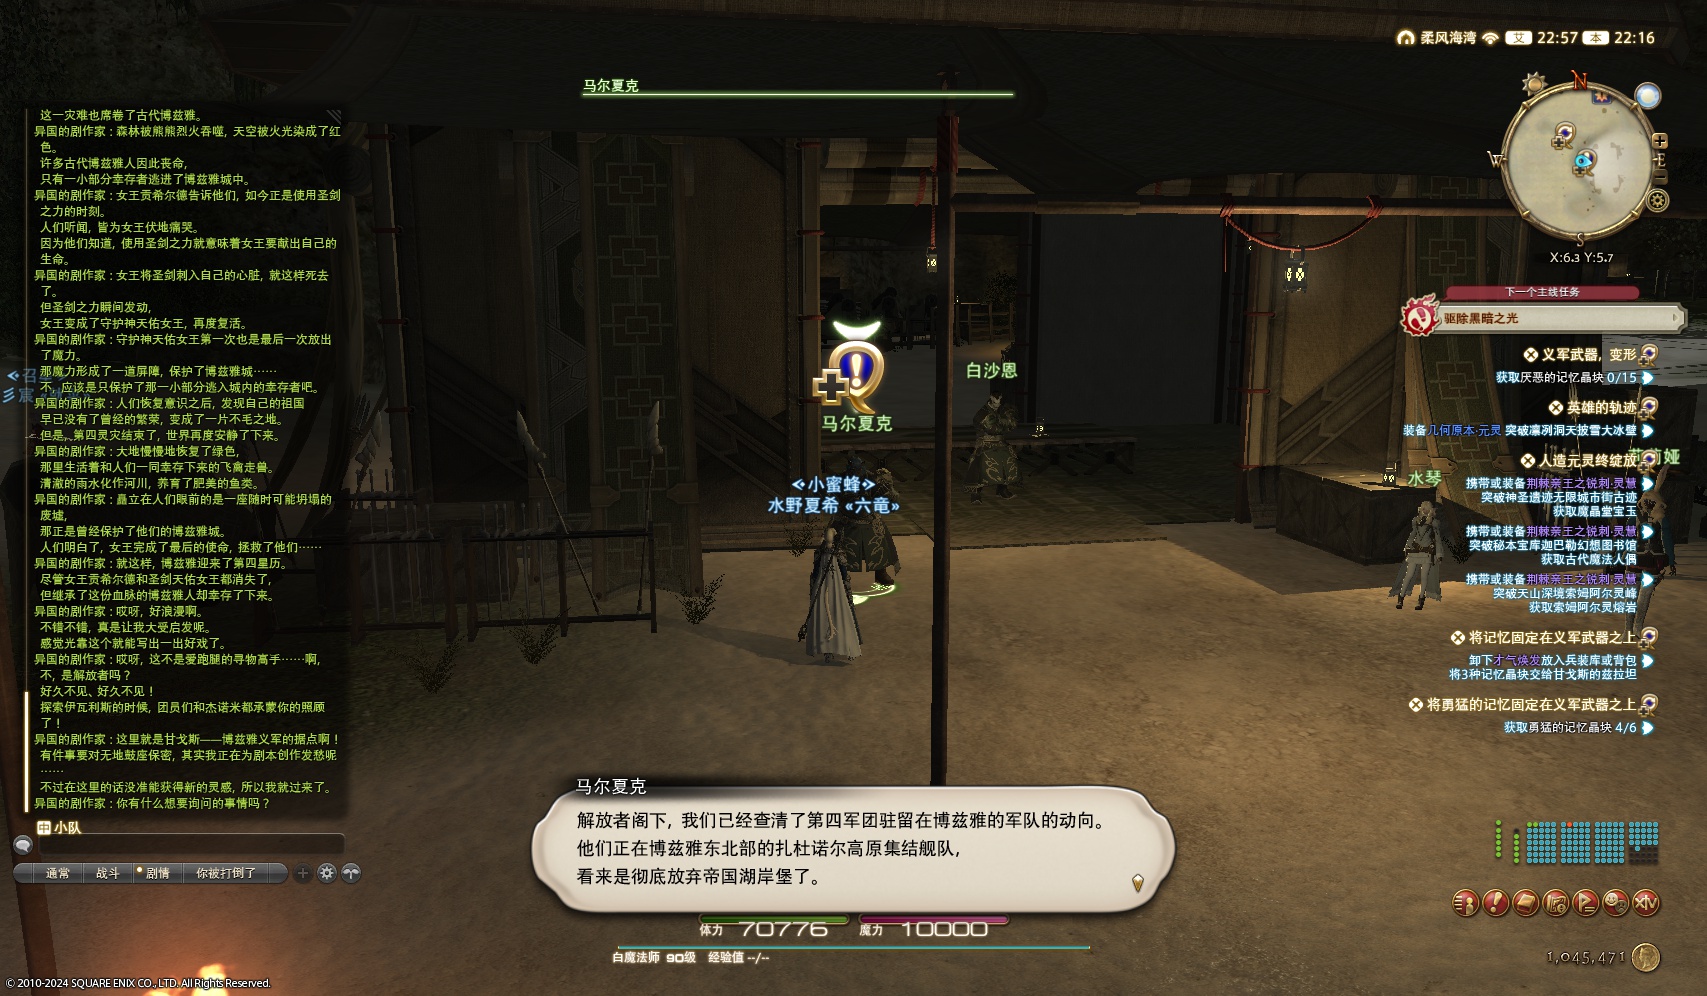 柔风海湾 艾 22:57 本 22:16
马尔夏克
N
W
E
S
X:6.3 Y:5.7
这一灾难也席卷了古代博兹雅。
异国的剧作家：森林被熊熊烈火吞噬，天空被火光染成了红
色。
许多古代博兹雅人因此丧命，
只有一小部分幸存者逃进了博兹雅城中。
异国的剧作家：女王贡希尔德告诉他们，如今正是使用圣剑
之力的时刻。
人们听闻，皆为女王伏地痛哭。
因为他们知道，使用圣剑之力就意味着女王要献出自己的
生命。
异国的剧作家：女王将圣剑刺入自己的心脏，就这样死去
了。
但圣剑之力瞬间发动，
女王变成了守护神天佑女王，再度复活。
异国的剧作家：守护神天佑女王第一次也是最后一次放出
了魔力。
那魔力形成了一道屏障，保护了博兹雅城……
不，应该是只保护了那一小部分逃入城内的幸存者吧。
异国的剧作家：人们恢复意识之后，发现自己的祖国
早已没有了曾经的繁荣，变成了一片不毛之地。
但是，第四灵灾结束了，世界再度安静了下来。
异国的剧作家：大地慢慢地恢复了绿色，
那里生活着和人们一同幸存下来的飞禽走兽。
清澈的雨水化作河川，养育了肥美的鱼类。
异国的剧作家：矗立在人们眼前的是一座随时可能坍塌的
废墟，
那正是曾经保护了他们的博兹雅城。
人们明白了，女王完成了最后的使命，拯救了他们……
异国的剧作家：就这样，博兹雅迎来了第四星历。
尽管女王贡希尔德和圣剑天佑女王都消失了，
但继承了这份血脉的博兹雅人却幸存了下来。
异国的剧作家：哎呀，好浪漫啊。
不错不错，真是让我大受启发呢。
感觉光靠这个就能写出一出好戏了。
异国的剧作家：哎呀，这不是爱跑腿的寻物高手……啊，
不，是解放者吗？
好久不见、好久不见！
探索伊瓦利斯的时候，团员们和杰诺米都承蒙你的照顾
了！
异国的剧作家：这里就是甘戈斯——博兹雅义军的据点啊！
有件事要对无地鼓座保密，其实我正在为剧本创作发愁呢
……
不过在这里的话没准能获得新的灵感，所以我就过来了。
异国的剧作家：你有什么想要询问的事情吗？
小队
通常 战斗 剧情 你被打倒了
马尔夏克
白沙恩
水琴
«小蜜蜂»
水野夏希 «六竜»
下一个主线任务
驱除黑暗之光
义军武器，变形
获取厌恶的记忆晶块 0/15
英雄的轨迹
装备几何原本·元灵 突破凛冽洞天披雪大冰壁
人造元灵终绽放
携带或装备荆棘亲王之锐刺·灵慧
突破神圣遗迹无限城市街古迹
获取魔晶堂宝玉
携带或装备荆棘亲王之锐刺·灵慧
突破秘本宝库迦巴勒幻想图书馆
获取古代魔法人偶
携带或装备荆棘亲王之锐刺·灵慧
突破天山深境索姆阿尔灵峰
获取索姆阿尔灵熔岩
将记忆固定在义军武器之上
卸下才气焕发放入兵装库或背包
将3种记忆晶块交给甘戈斯的兹拉坦
将勇猛的记忆固定在义军武器之上
获取勇猛的记忆晶块 4/6
马尔夏克
解放者阁下，我们已经查清了第四军团驻留在博兹雅的军队的动向。
他们正在博兹雅东北部的扎杜诺尔高原集结舰队，
看来是彻底放弃帝国湖岸堡了。
体力 70776 魔力 10000
白魔法师 90级 经验值 --/--
1,045,471
© 2010-2024 SQUARE ENIX CO., LTD. All Rights Reserved.